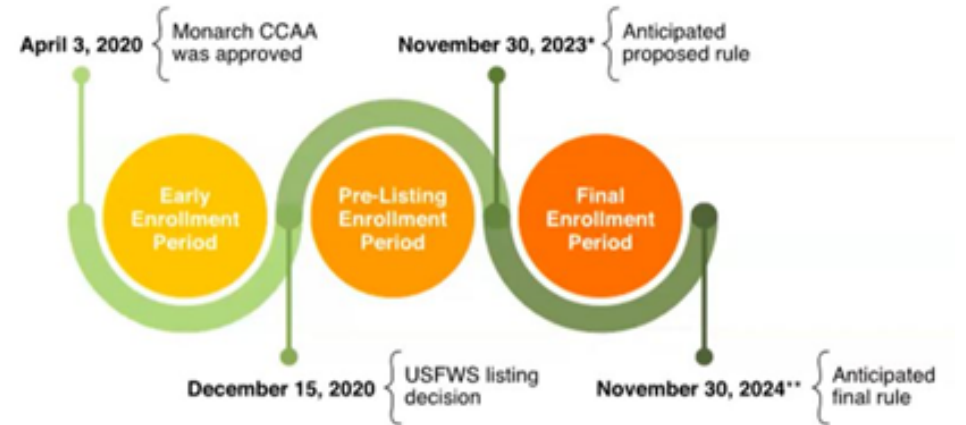 April 3, 2020
Monarch CCAA
was approved
November 30, 2023*
Anticipated
proposed rule
Early
Enrollment
Period
Pre-Listing
Enrollment
Period
Final
Enrollment
Period
December 15, 2020
USFWS listing
decision
November 30, 2024**
Anticipated
final rule